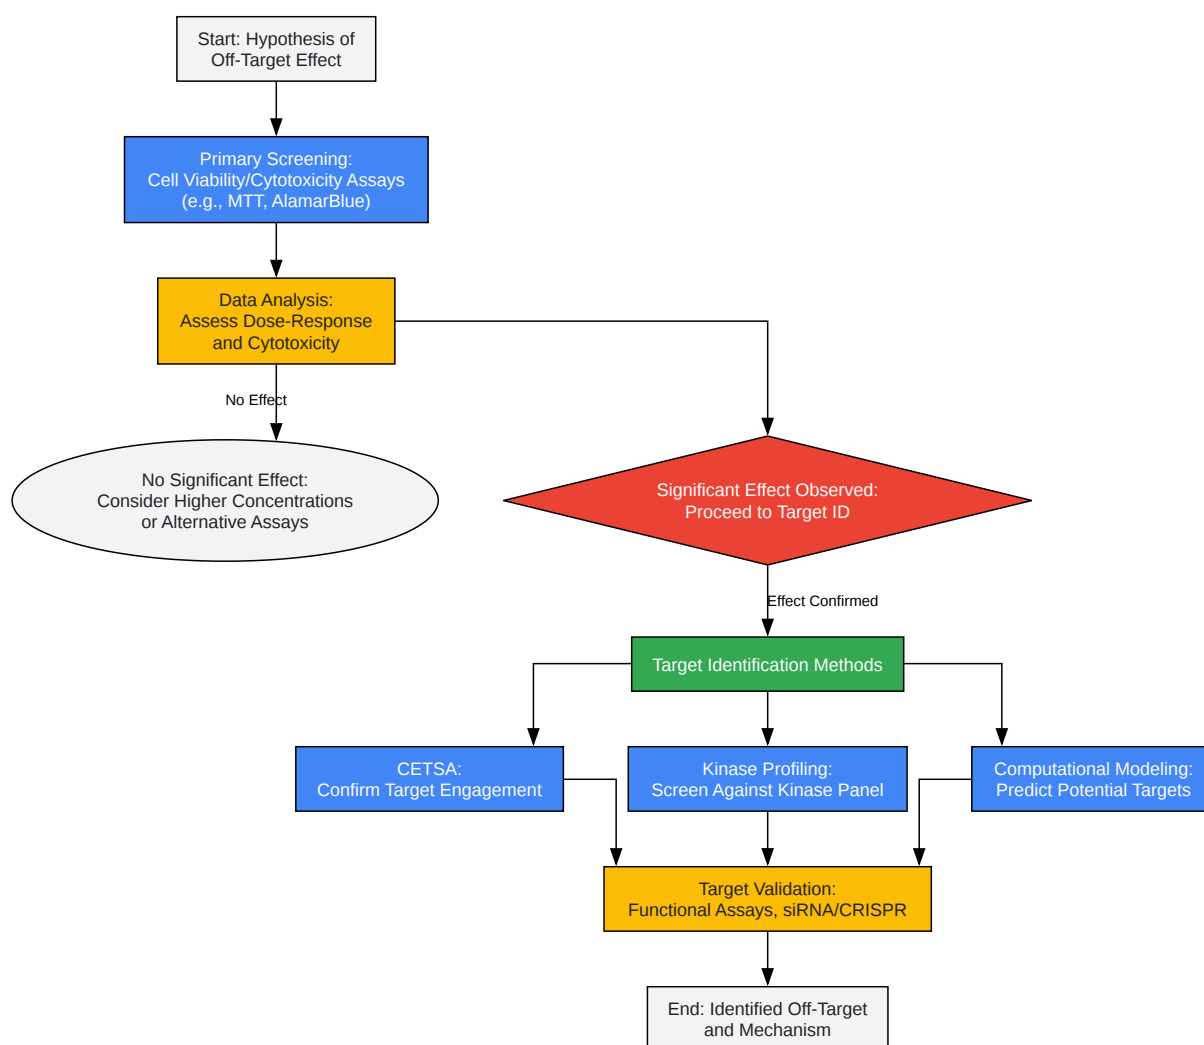 Start: Hypothesis of
Off-Target Effect
Primary Screening:
Cell Viability/Cytotoxicity Assays
(e.g., MTT, AlamarBlue)
Data Analysis:
Assess Dose-Response
and Cytotoxicity
No Effect
No Significant Effect:
Consider Higher Concentrations
or Alternative Assays
Significant Effect Observed:
Proceed to Target ID
Effect Confirmed
Target Identification Methods
CETSA:
Confirm Target Engagement
Kinase Profiling:
Screen Against Kinase Panel
Computational Modeling:
Predict Potential Targets
Target Validation:
Functional Assays, siRNA/CRISPR
End: Identified Off-Target
and Mechanism